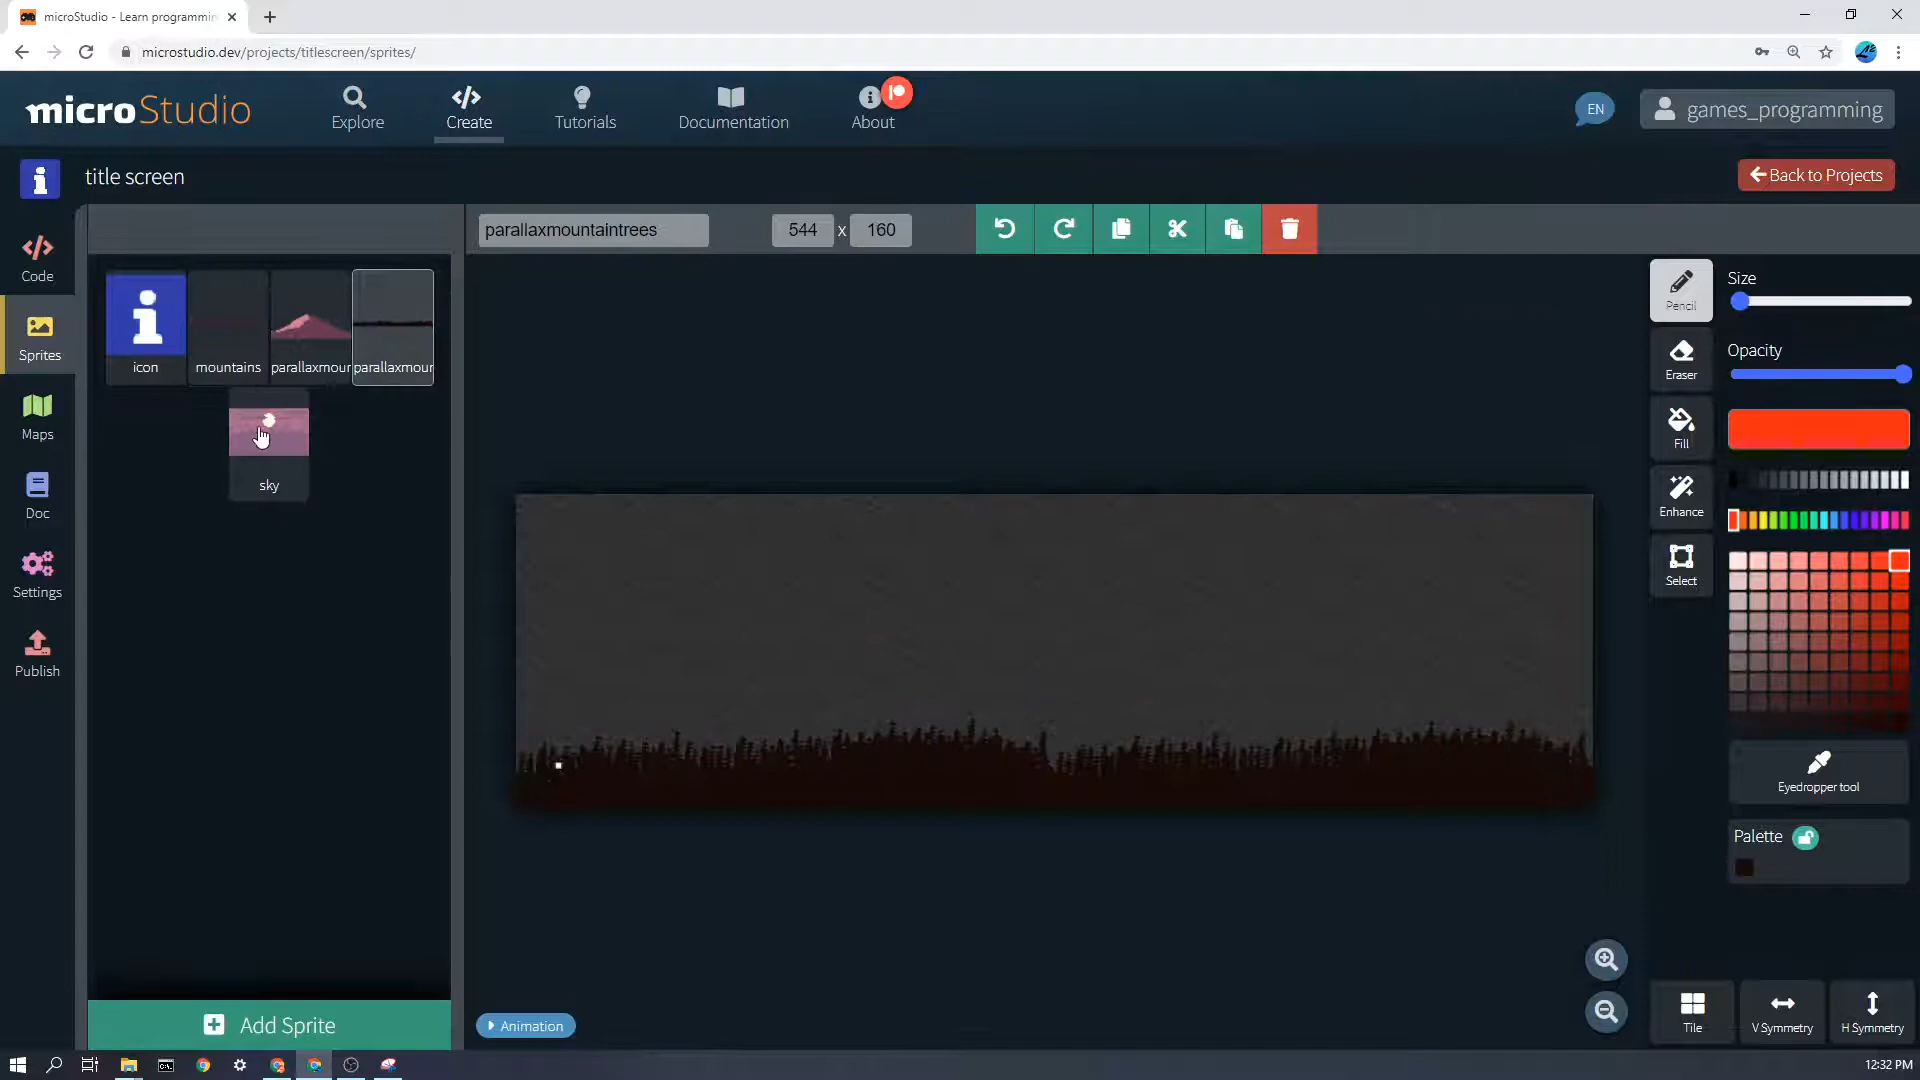 microStudio - Learn programmin
microstudio.dev/projects/titlescreen/sprites/
microStudio
Explore
Create
Tutorials
Documentation
About
EN
games_programming
title screen
Back to Projects
Code
Sprites
Maps
Doc
Settings
Publish
parallaxmountaintrees
544 x 160
icon
mountains
parallaxmour
parallaxmour
sky
Add Sprite
Animation
Pencil
Eraser
Fill
Enhance
Select
Size
Opacity
Eyedropper tool
Palette
Tile
V Symmetry
H Symmetry
12:32 PM